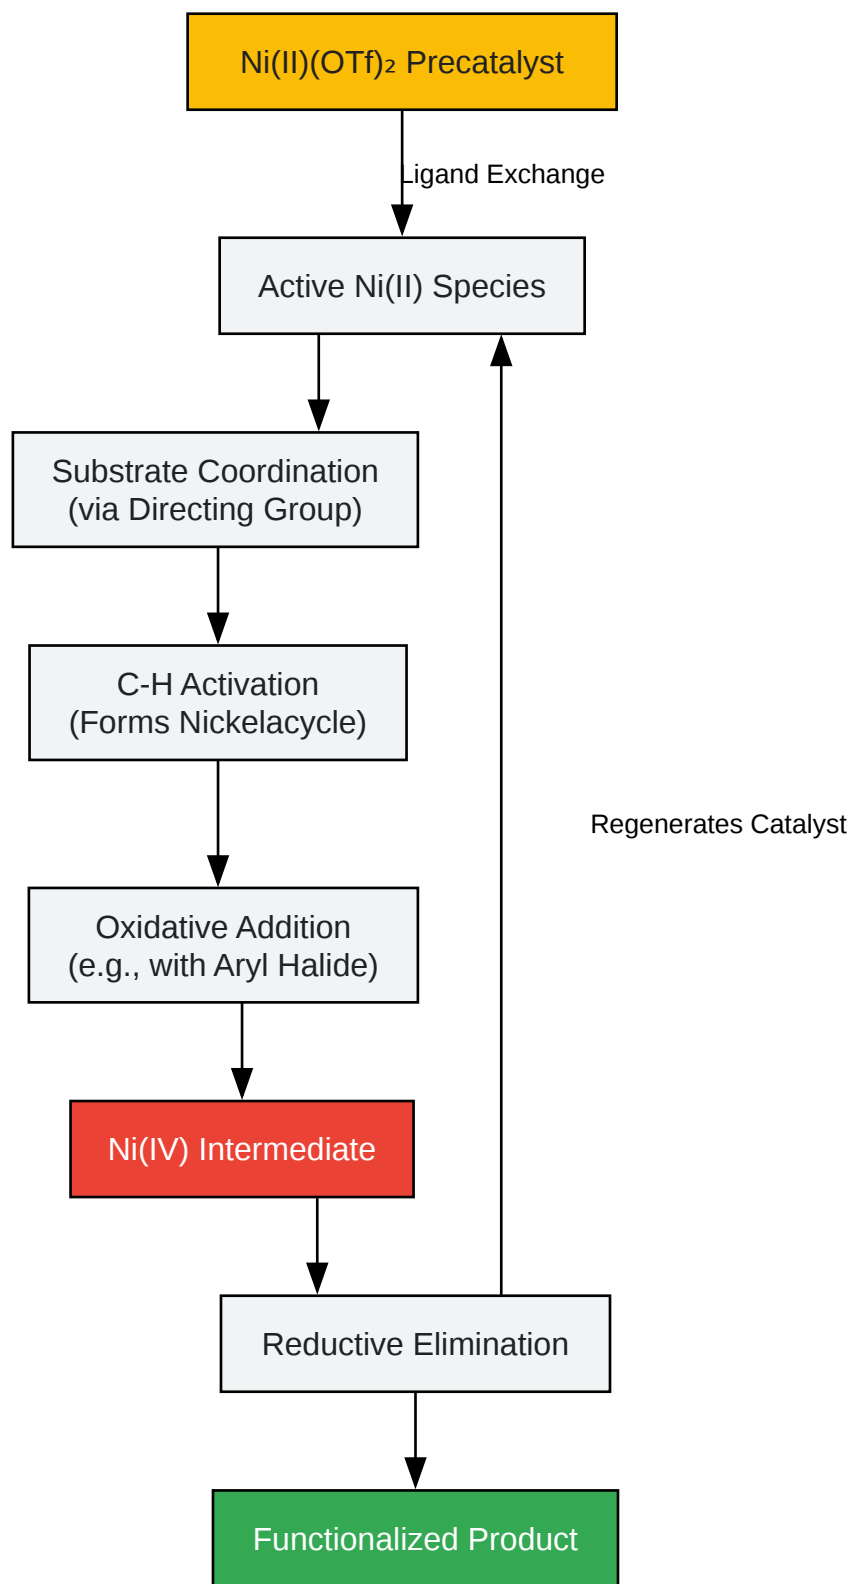 Ni(II)(OTf)₂ Precatalyst
Ligand Exchange
Active Ni(II) Species
Substrate Coordination
(via Directing Group)
C-H Activation
(Forms Nickelacycle)
Regenerates Catalyst
Oxidative Addition
(e.g., with Aryl Halide)
Ni(IV) Intermediate
Reductive Elimination
Functionalized Product